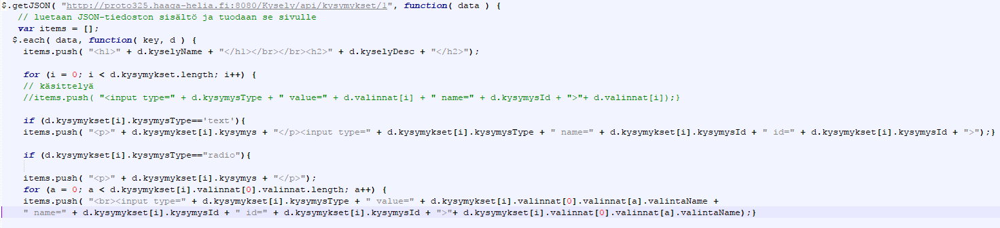 $.getJSON( "http://proto325.haaga-helia.fi:8080/Kysely/api/kysymykset/1", function( data ) {
// luetaan JSON-tiedoston sisältö ja tuodaan se sivulle
var items = [];
$.each( data, function( key, d ) {
items.push( "<h1>" + d.kyselyName + "</h1></br></br><h2>" + d.kyselyDesc + "</h2>");
for (i = 0; i < d.kysymykset.length; i++) {
// käsittelyä
//items.push( "<input type=" + d.kysymysType + " value=" + d.valinnat[i] + " name=" + d.kysymysId + ">"+ d.valinnat[i]);}
if (d.kysymykset[i].kysymysType=='text'){
items.push( "<p>" + d.kysymykset[i].kysymys + "</p><input type=" + d.kysymykset[i].kysymysType + " name=" + d.kysymykset[i].kysymysId + " id=" + d.kysymykset[i].kysymysId + ">");}
if (d.kysymykset[i].kysymysType=="radio"){
items.push( "<p>" + d.kysymykset[i].kysymys + "</p>");
for (a = 0; a < d.kysymykset[i].valinnat[0].valinnat.length; a++) {
items.push( "<br><input type=" + d.kysymykset[i].kysymysType + " value=" + d.kysymykset[i].valinnat[0].valinnat[a].valintaName +
" name=" + d.kysymykset[i].kysymysId + " id=" + d.kysymykset[i].kysymysId + ">"+ d.kysymykset[i].valinnat[0].valinnat[a].valintaName);}